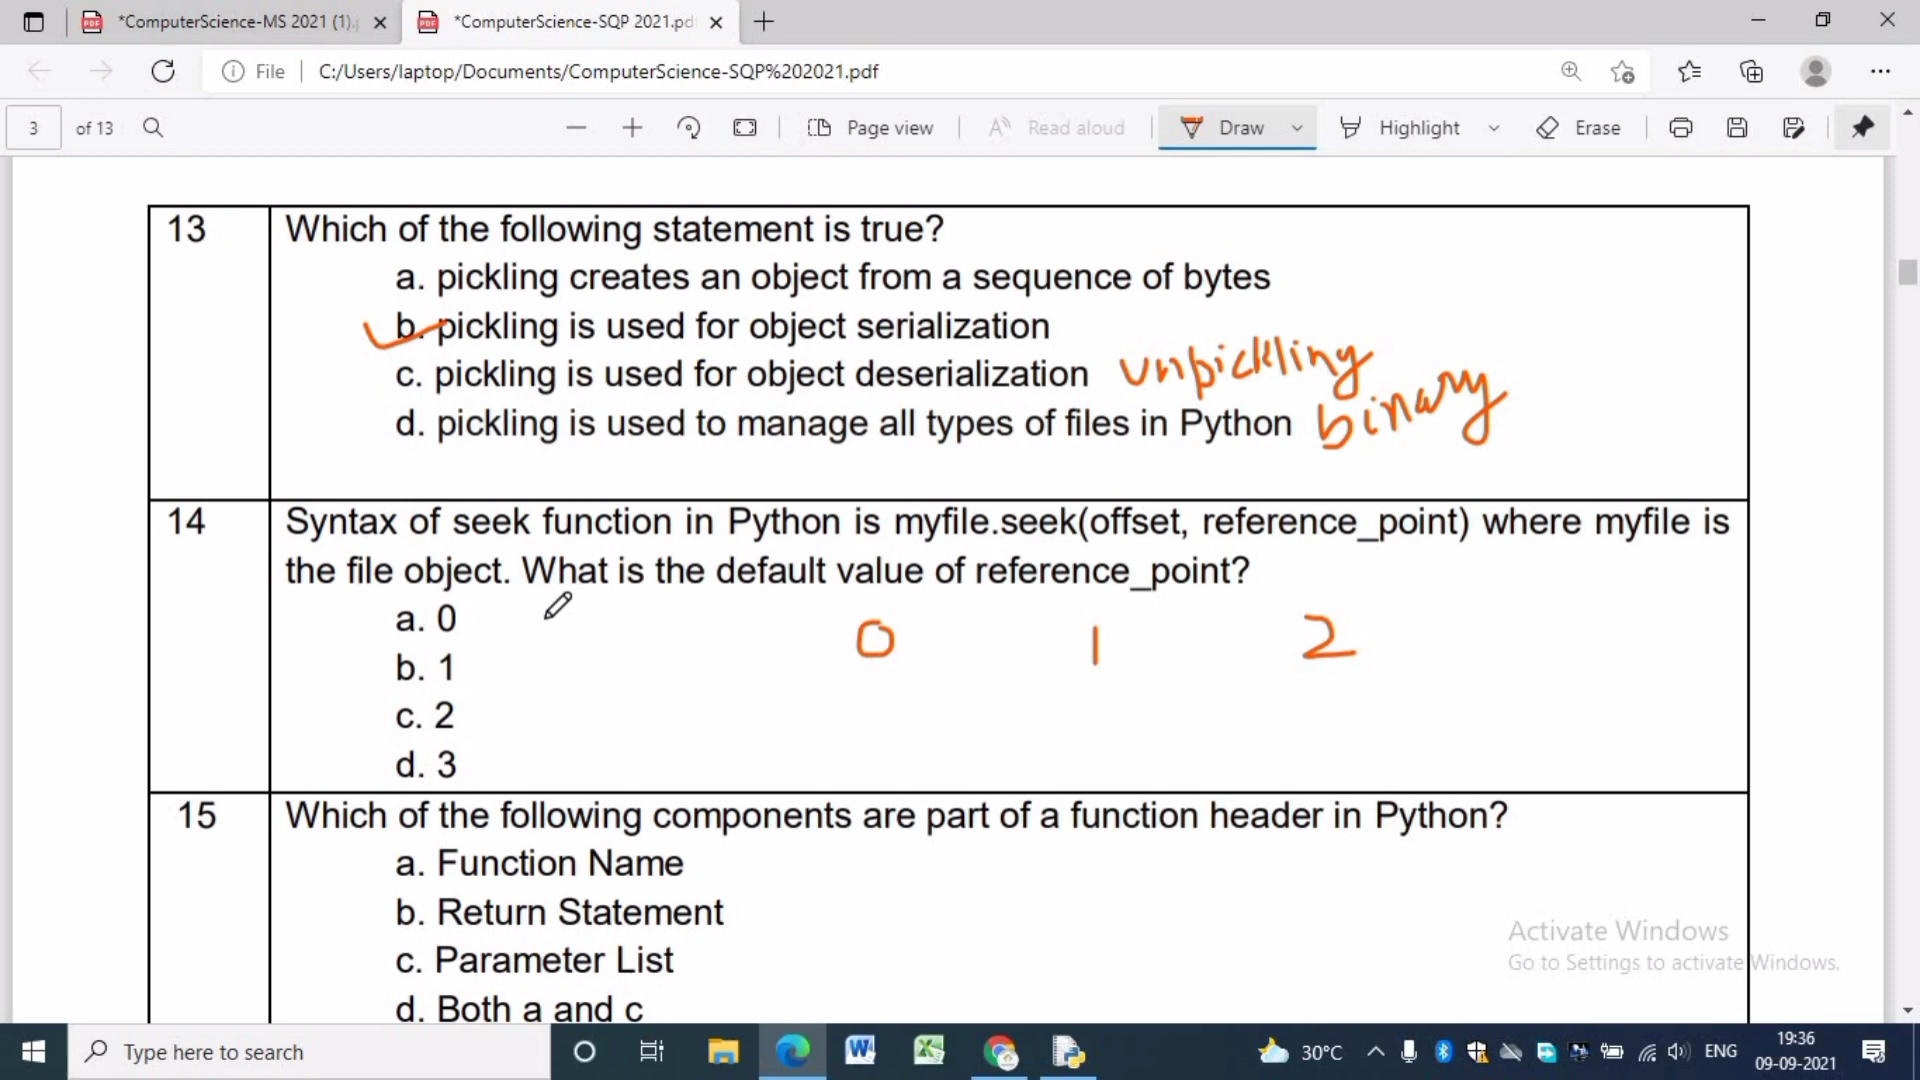 *ComputerScience-MS 2021 (1).
*ComputerScience-SQP 2021.pd
File C:/Users/laptop/Documents/ComputerScience-SQP%202021.pdf
3 of 13 Page view Read aloud Draw Highlight Erase
13 Which of the following statement is true?
a. pickling creates an object from a sequence of bytes
b. pickling is used for object serialization
c. pickling is used for object deserialization unpickling
d. pickling is used to manage all types of files in Python binary
14 Syntax of seek function in Python is myfile.seek(offset, reference_point) where myfile is
the file object. What is the default value of reference_point?
a. 0
0 1 2
b. 1
c. 2
d. 3
15 Which of the following components are part of a function header in Python?
a. Function Name
b. Return Statement
c. Parameter List
d. Both a and c
Activate Windows
Go to Settings to activate Windows.
Type here to search
30°C ENG
19:36
09-09-2021